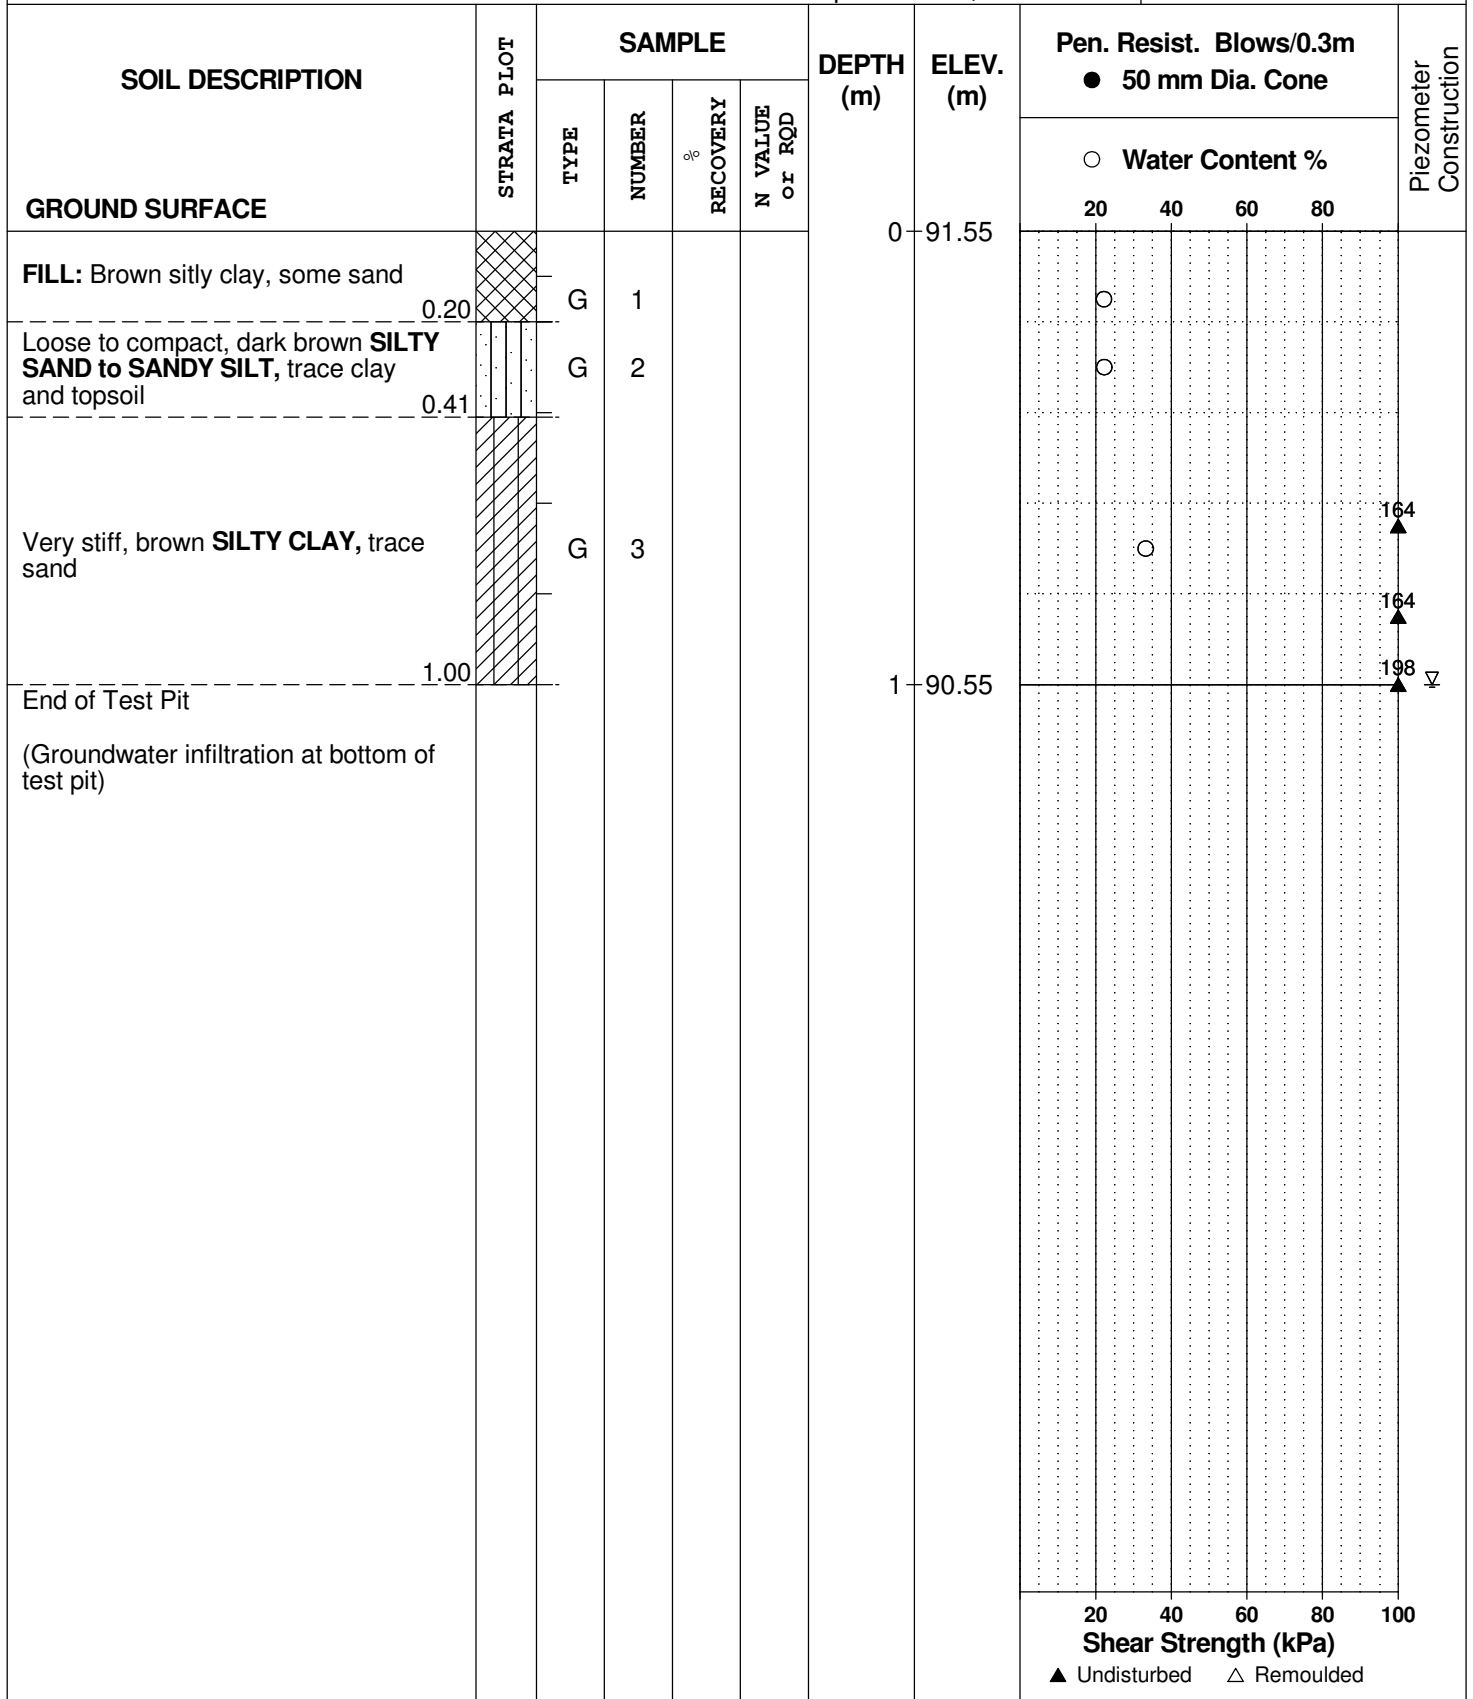 SOIL DESCRIPTION
GROUND SURFACE
STRATA PLOT
SAMPLE
TYPE
NUMBER
%
RECOVERY
N VALUE
or RQD
DEPTH
(m)
ELEV.
(m)
Pen. Resist. Blows/0.3m
● 50 mm Dia. Cone
○ Water Content %
20 40 60 80
Piezometer
Construction
0 91.55
FILL: Brown sitly clay, some sand
0.20
G 1
Loose to compact, dark brown SILTY
SAND to SANDY SILT, trace clay
and topsoil
0.41
G 2
164
Very stiff, brown SILTY CLAY, trace
sand
G 3
164
1.00
198
1 90.55
End of Test Pit
(Groundwater infiltration at bottom of
test pit)
20 40 60 80 100
Shear Strength (kPa)
▲ Undisturbed △ Remoulded